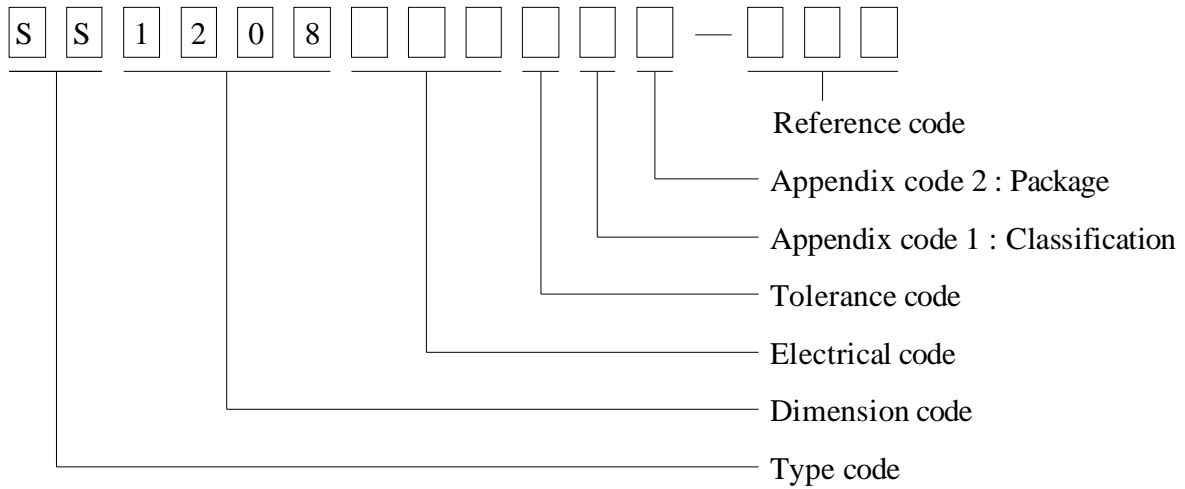 S S 1 2 0 8 —
Reference code
Appendix code 2 : Package
Appendix code 1 : Classification
Tolerance code
Electrical code
Dimension code
Type code